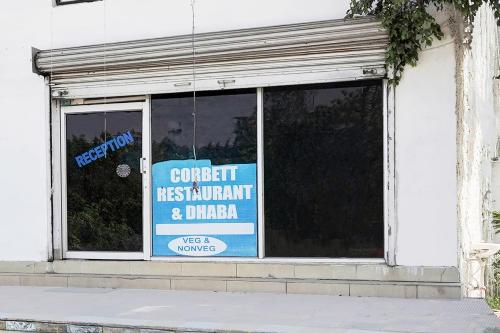 RECEPTION
CORBETT
RESTAURANT
& DHABA
VEG &
NONVEG